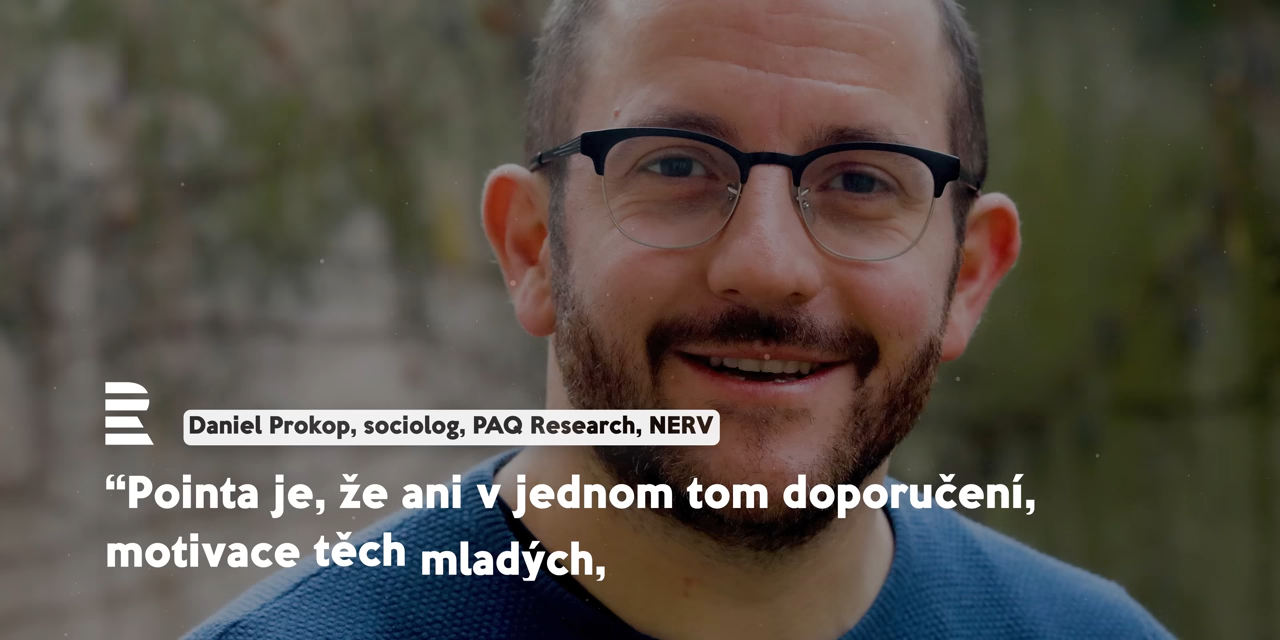 Daniel Prokop, sociolog, PAQ Research, NERV
“Pointa je, že ani v jednom tom doporučení,
motivace těch mladých,